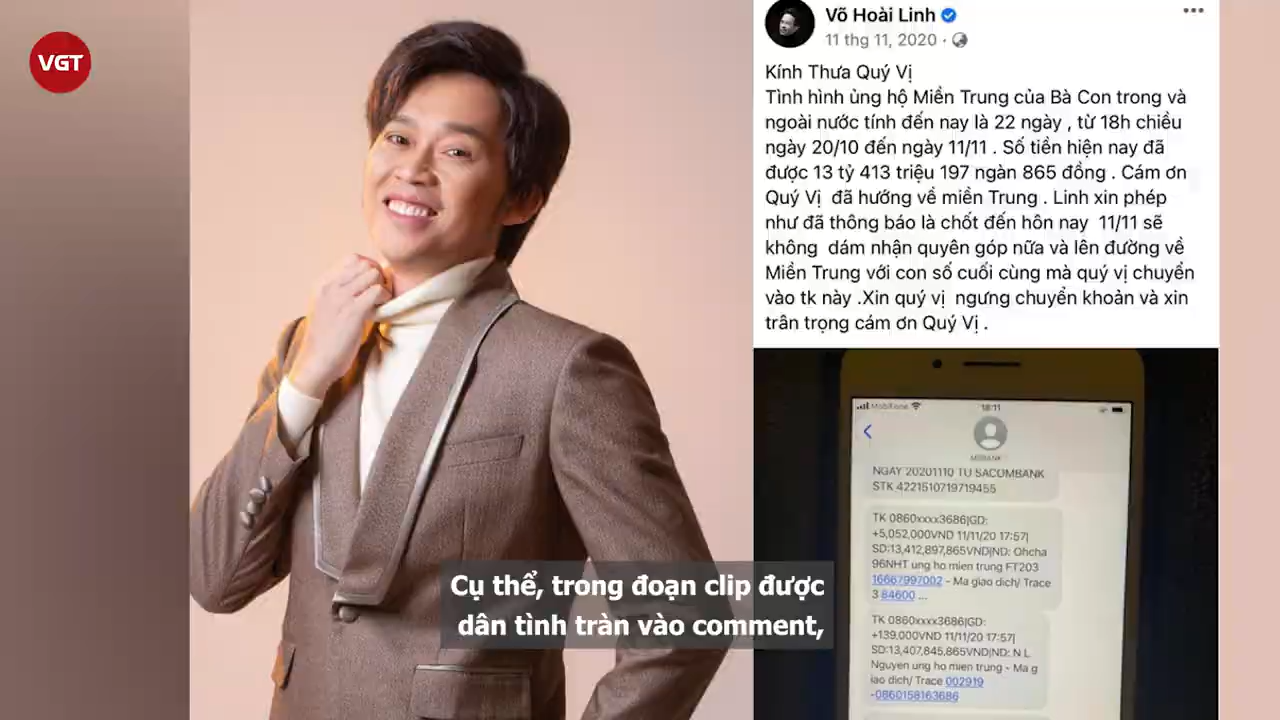 VGT
Võ Hoài Linh
11 thg 11, 2020 ·
Kính Thưa Quý Vị
Tình hình ủng hộ Miền Trung của Bà Con trong và
ngoài nước tính đến nay là 22 ngày , từ 18h chiều
ngày 20/10 đến ngày 11/11 . Số tiền hiện nay đã
được 13 tỷ 413 triệu 197 ngàn 865 đồng . Cám ơn
Quý Vị đã hướng về miền Trung . Linh xin phép
như đã thông báo là chốt đến hôn nay 11/11 sẽ
không dám nhận quyên góp nữa và lên đường về
Miền Trung với con số cuối cùng mà quý vị chuyển
vào tk này .Xin quý vị ngưng chuyển khoản và xin
trân trọng cám ơn Quý Vị .
MobiFone
18:11
MBBANK
NGAY 20201110 TU SACOMBANK
STK 4221510719719455
TK 0860xxxx3686|GD:
+5,052,000VND 11/11/20 17:57|
SD:13,412,897,865VND|ND: Ohcha
96NHT ung ho mien trung FT203
16667997002 - Ma giao dich/ Trace
3 84600 ...
TK 0860xxxx3686|GD:
+139,000VND 11/11/20 17:57|
SD:13,407,845,865VND|ND: N L
Nguyen ung ho mien trung - Ma g
iao dich/ Trace 002919
-0860158163686
Cụ thể, trong đoạn clip được
dân tình tràn vào comment,